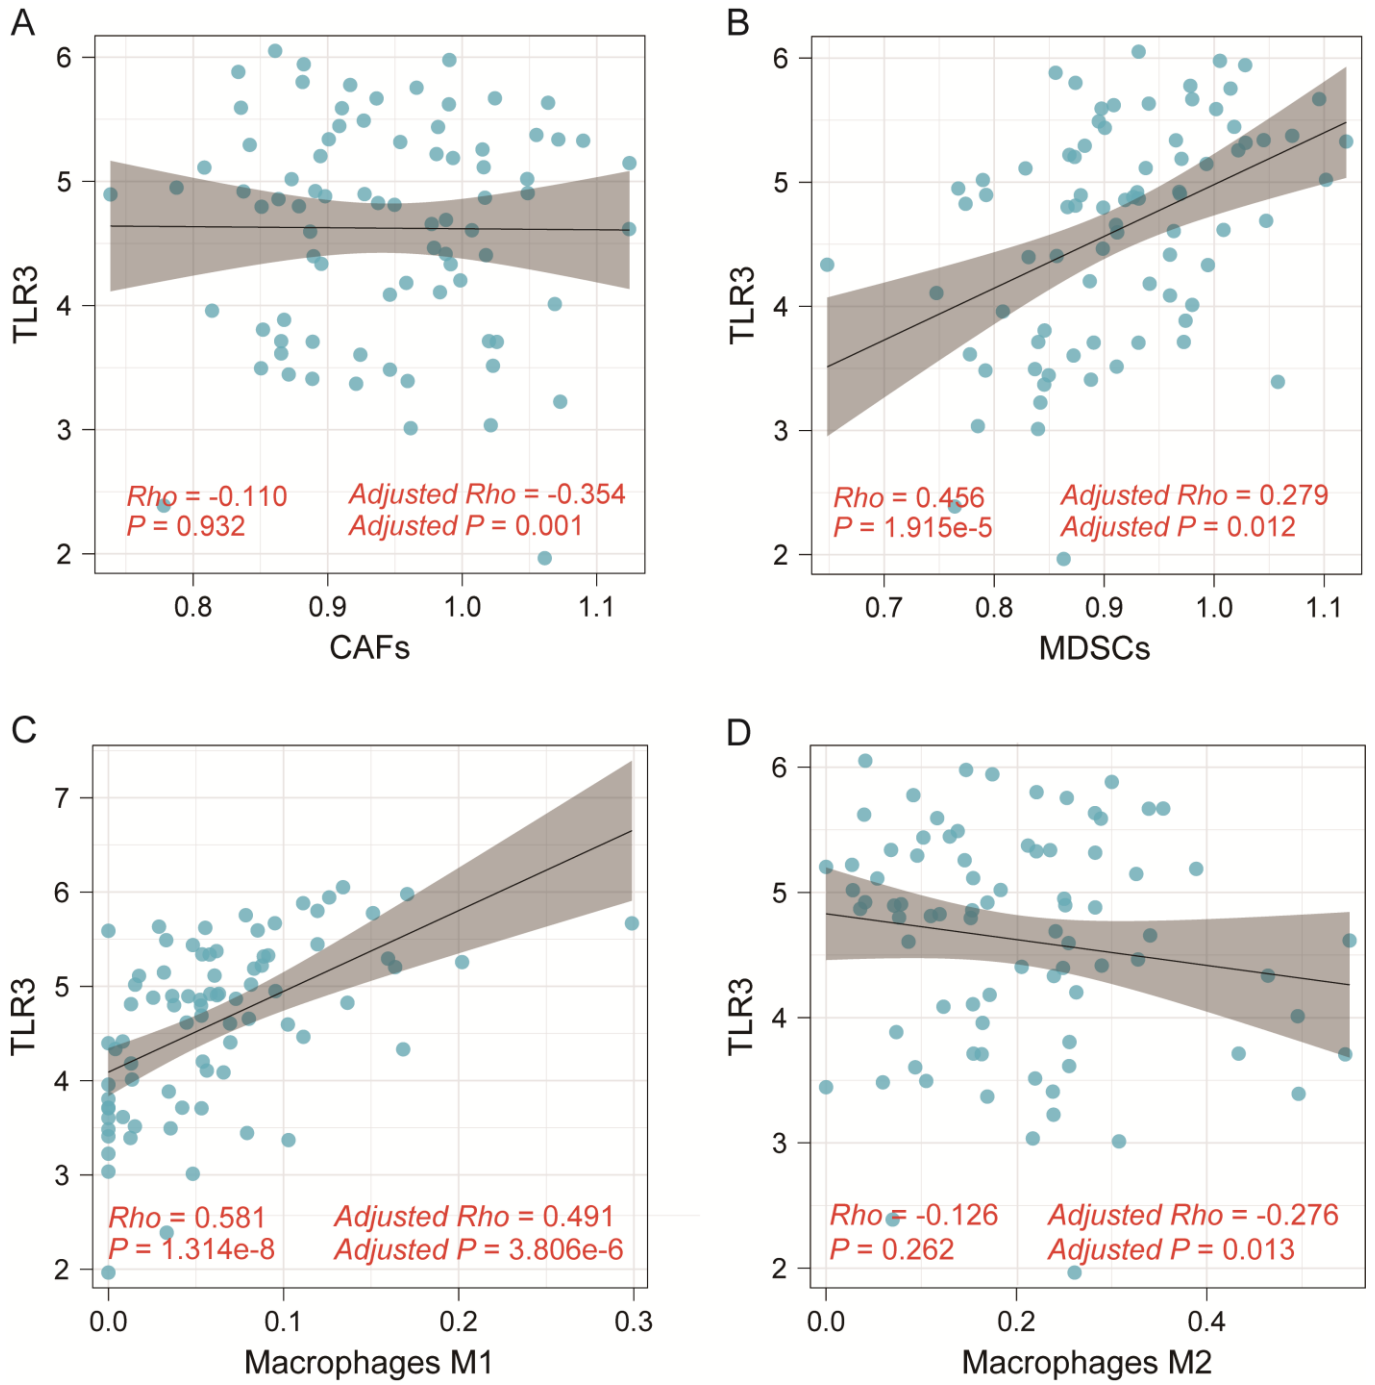 A
6
5
4
3
2
TLR3
Rho = -0.110
P = 0.932
Adjusted Rho = -0.354
Adjusted P = 0.001
0.8 0.9 1.0 1.1
CAFs
B
6
5
4
3
2
TLR3
Rho = 0.456
P = 1.915e-5
Adjusted Rho = 0.279
Adjusted P = 0.012
0.7 0.8 0.9 1.0 1.1
MDSCs
C
7
6
5
4
3
2
TLR3
Rho = 0.581
P = 1.314e-8
Adjusted Rho = 0.491
Adjusted P = 3.806e-6
0.0 0.1 0.2 0.3
Macrophages M1
D
6
5
4
3
2
TLR3
Rho = -0.126
P = 0.262
Adjusted Rho = -0.276
Adjusted P = 0.013
0.0 0.2 0.4
Macrophages M2